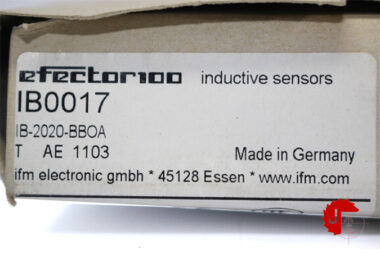 efector100 inductive sensors
IB0017
IB-2020-BBOA
T AE 1103 Made in Germany
ifm electronic gmbh * 45128 Essen * www.ifm.com